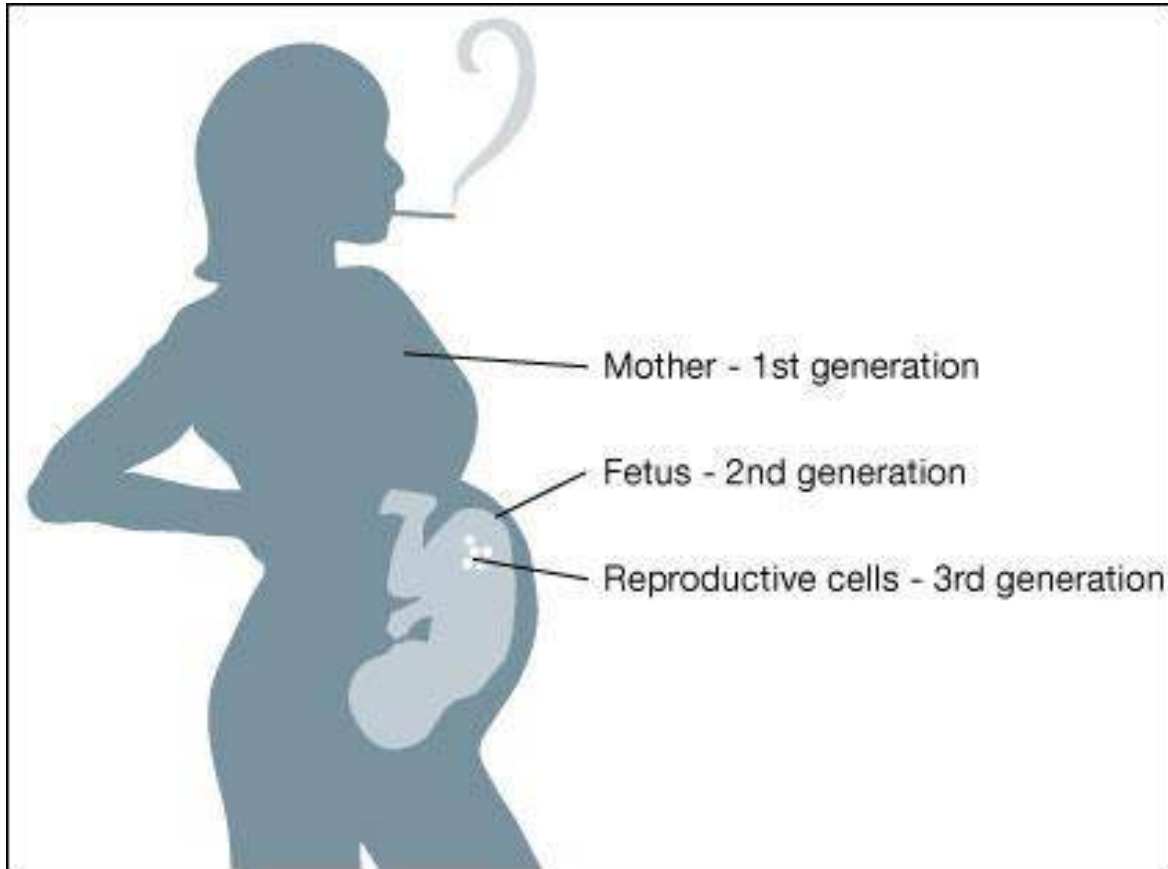 Mother - 1st generation
Fetus - 2nd generation
Reproductive cells - 3rd generation